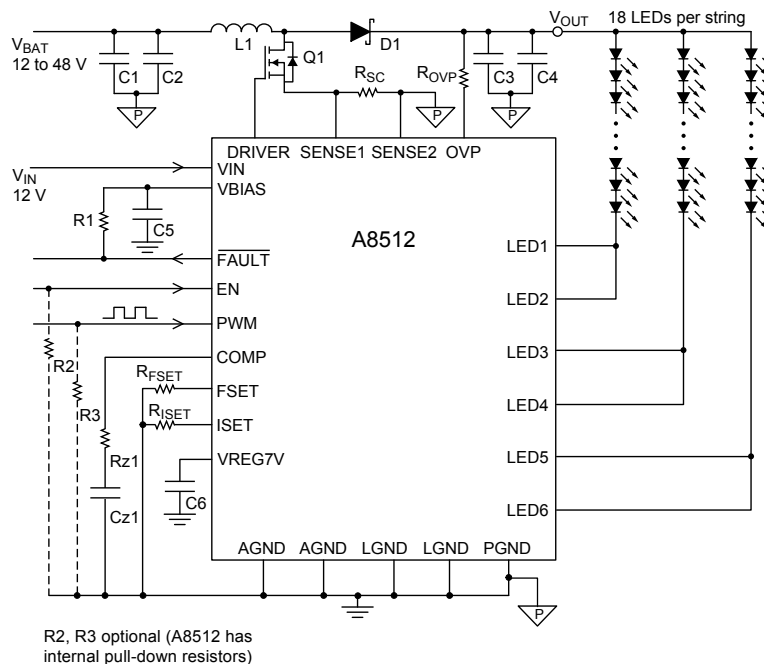 V_OUT
18 LEDs per string
V_BAT
12 to 48 V
L1
D1
Q1
C1
C2
R_SC
R_OVP
C3
C4
P
P
P
DRIVER
SENSE1
SENSE2
OVP
V_IN
12 V
VIN
VBIAS
R1
C5
A8512
FAULT
LED1
EN
LED2
PWM
R2
COMP
LED3
R_FSET
FSET
R3
R_ISET
ISET
LED4
Rz1
VREG7V
LED5
Cz1
C6
LED6
AGND
AGND
LGND
LGND
PGND
P
R2, R3 optional (A8512 has
internal pull-down resistors)